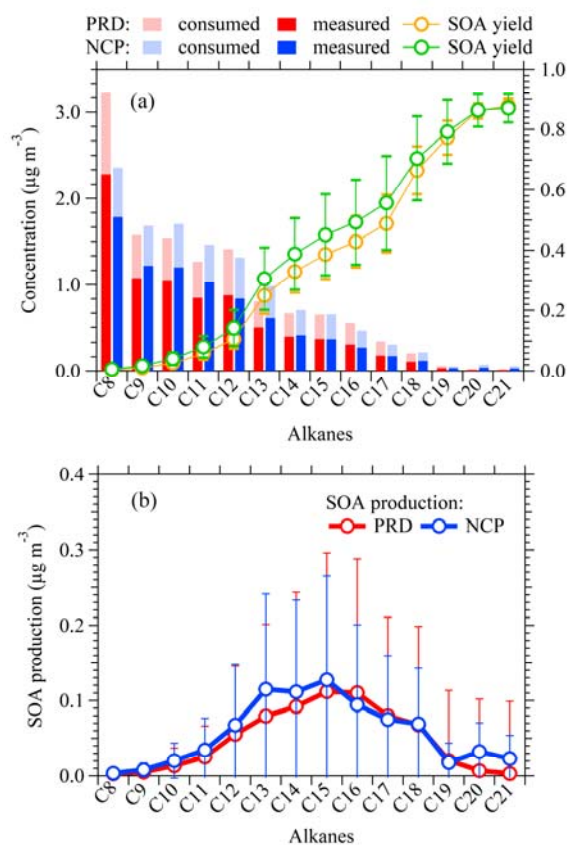 PRD: consumed measured SOA yield
NCP: consumed measured SOA yield
(a)
Concentration (μg m⁻³)
3.0
2.0
1.0
0.0
1.0
0.8
0.6
0.4
0.2
0.0
C8 C9 C10 C11 C12 C13 C14 C15 C16 C17 C18 C19 C20 C21
Alkanes
(b)
SOA production:
PRD NCP
SOA production (μg m⁻³)
0.4
0.3
0.2
0.1
0.0
C8 C9 C10 C11 C12 C13 C14 C15 C16 C17 C18 C19 C20 C21
Alkanes